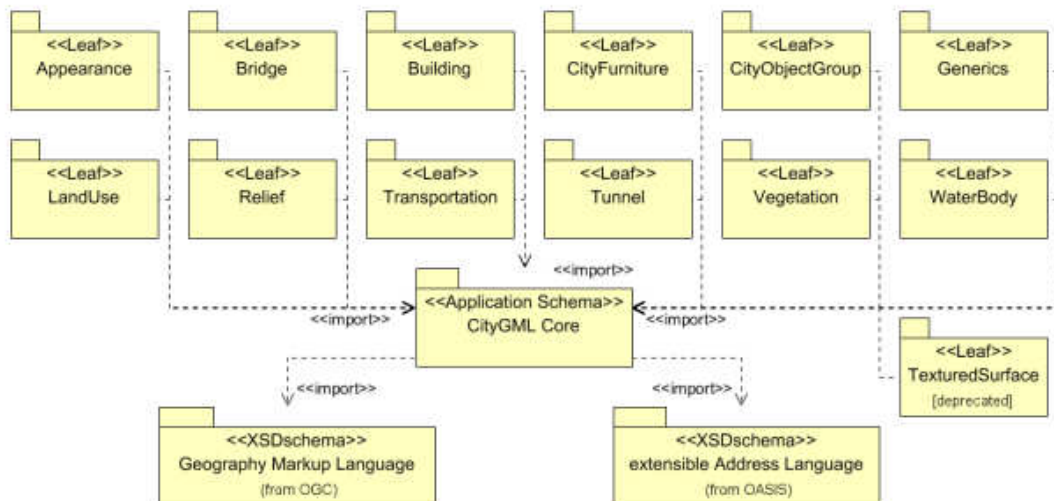 <<Leaf>>
Appearance
<<Leaf>>
Bridge
<<Leaf>>
Building
<<Leaf>>
CityFurniture
<<Leaf>>
CityObjectGroup
<<Leaf>>
Generics
<<Leaf>>
LandUse
<<Leaf>>
Relief
<<Leaf>>
Transportation
<<Leaf>>
Tunnel
<<Leaf>>
Vegetation
<<Leaf>>
WaterBody
<<import>>
<<Application Schema>>
CityGML Core
<<import>>
<<import>>
<<Leaf>>
TexturedSurface
[deprecated]
<<import>>
<<import>>
<<XSDschema>>
Geography Markup Language
(from OGC)
<<XSDschema>>
extensible Address Language
(from OASIS)